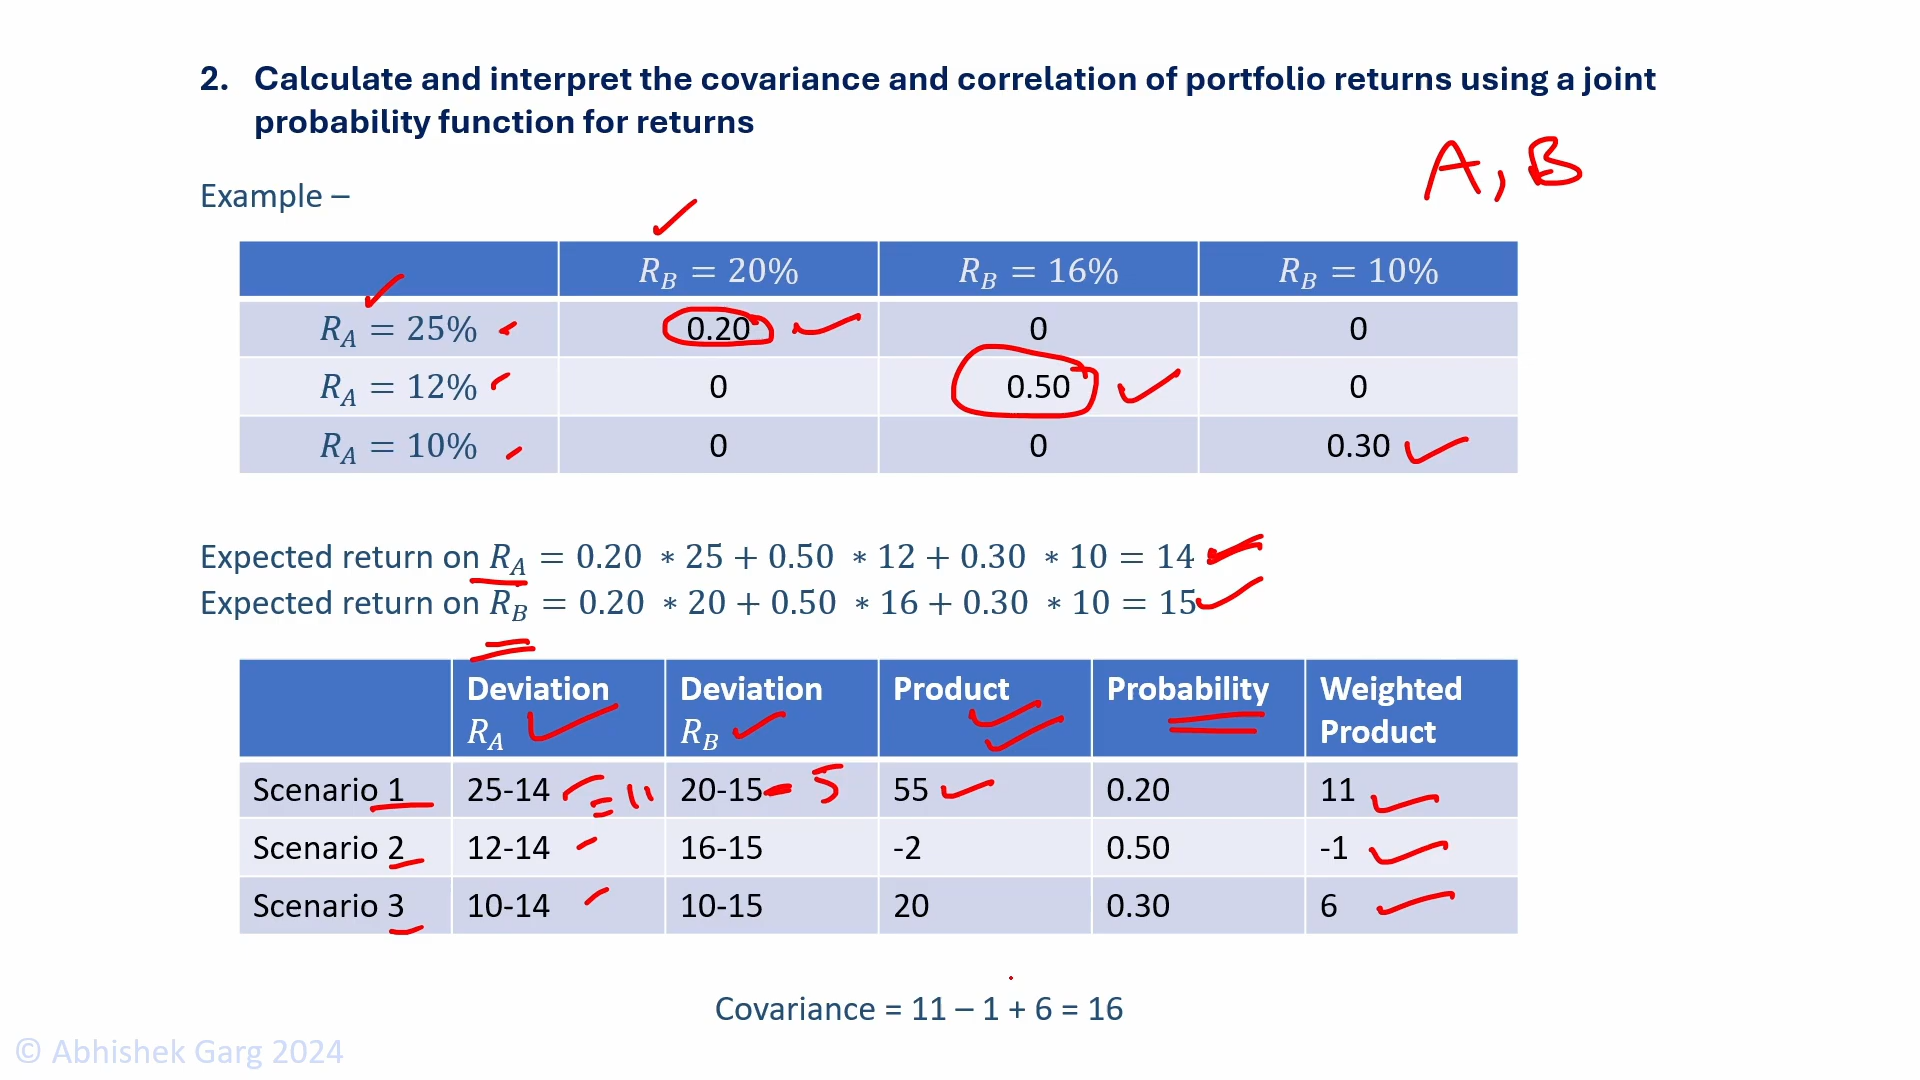 2. Calculate and interpret the covariance and correlation of portfolio returns using a joint
probability function for returns
A, B
Example –
R_B = 20% R_B = 16% R_B = 10%
R_A = 25% 0.20 0 0
R_A = 12% 0 0.50 0
R_A = 10% 0 0 0.30
Expected return on R_A = 0.20 * 25 + 0.50 * 12 + 0.30 * 10 = 14
Expected return on R_B = 0.20 * 20 + 0.50 * 16 + 0.30 * 10 = 15
Deviation R_A Deviation R_B Product Probability Weighted Product
Scenario 1 25-14 = 11 20-15 = 5 55 0.20 11
Scenario 2 12-14 16-15 -2 0.50 -1
Scenario 3 10-14 10-15 20 0.30 6
Covariance = 11 – 1 + 6 = 16
© Abhishek Garg 2024